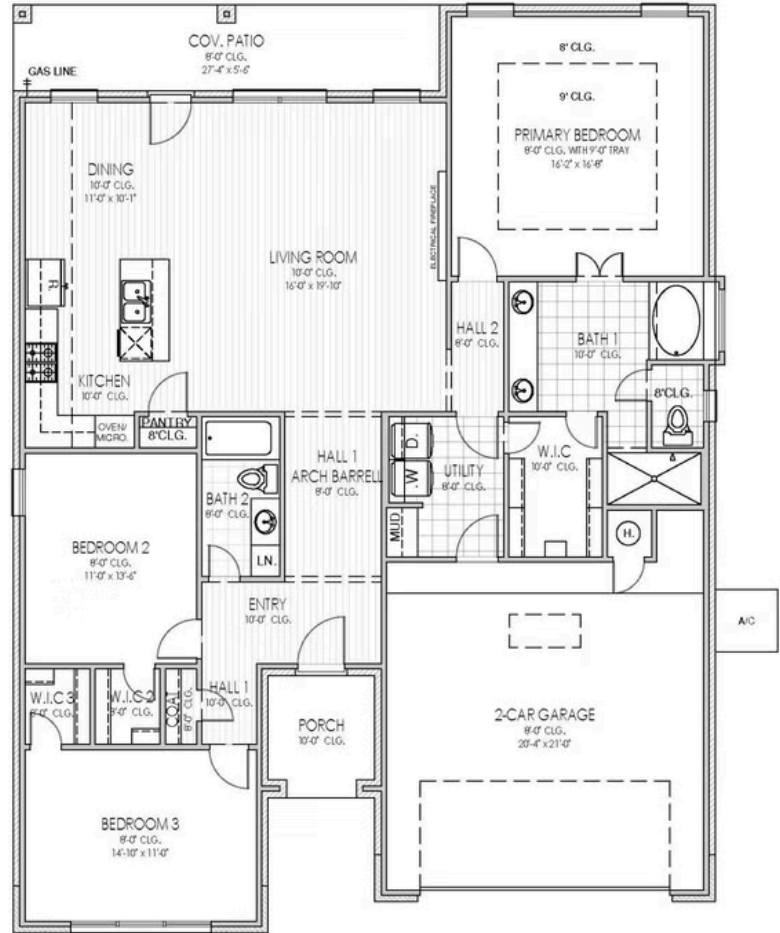 COV. PATIO
8'-0" CLG.
27'-4" x 5'-6"
GAS LINE
8' CLG.
9' CLG.
PRIMARY BEDROOM
8'-0" CLG. WITH 9'-0" TRAY
16'-2" x 16'-8"
DINING
10'-0" CLG.
11'-0" x 10'-1"
ELECTRICAL FIREPLACE
LIVING ROOM
10'-0" CLG.
16'-0" x 19'-10"
R.
HALL 2
8'-0" CLG.
BATH 1
10'-0" CLG.
KITCHEN
10'-0" CLG.
8'CLG.
OVEN/
MICRO.
PANTRY
8'CLG.
HALL 1
ARCH BARRELL
8'-0" CLG.
D.
W.
UTILITY
8'-0" CLG.
W.I.C
10'-0" CLG.
BATH 2
8'-0" CLG.
LN.
MUD
H.
BEDROOM 2
8'-0" CLG.
11'-0" x 13'-6"
ENTRY
10'-0" CLG.
A/C
W.I.C 3
8'-0" CLG.
W.I.C 2
8'-0" CLG.
COAT
8'-0" CLG.
HALL 1
10'-0" CLG.
PORCH
10'-0" CLG.
2-CAR GARAGE
8'-0" CLG.
20'-4" x 21'-0"
BEDROOM 3
8'-0" CLG.
14'-10" x 11'-0"